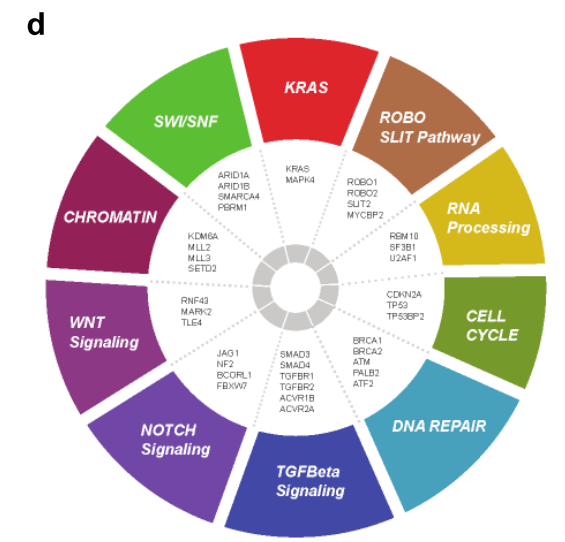 d
KRAS
KRAS
MAPK4
ROBO
SLIT Pathway
ROBO1
ROBO2
SLIT2
MYCBP2
RNA
Processing
RBM10
SF3B1
U2AF1
CELL
CYCLE
CDKN2A
TP53
TP53BP2
DNA REPAIR
BRCA1
BRCA2
ATM
PALB2
ATF2
TGFBeta
Signaling
SMAD3
SMAD4
TGFBR1
TGFBR2
ACVR1B
ACVR2A
NOTCH
Signaling
JAG1
NF2
BCORL1
FBXW7
WNT
Signaling
RNF43
MARK2
TLE4
CHROMATIN
KDM6A
MLL2
MLL3
SETD2
SWI/SNF
ARID1A
ARID1B
SMARCA4
PBRM1